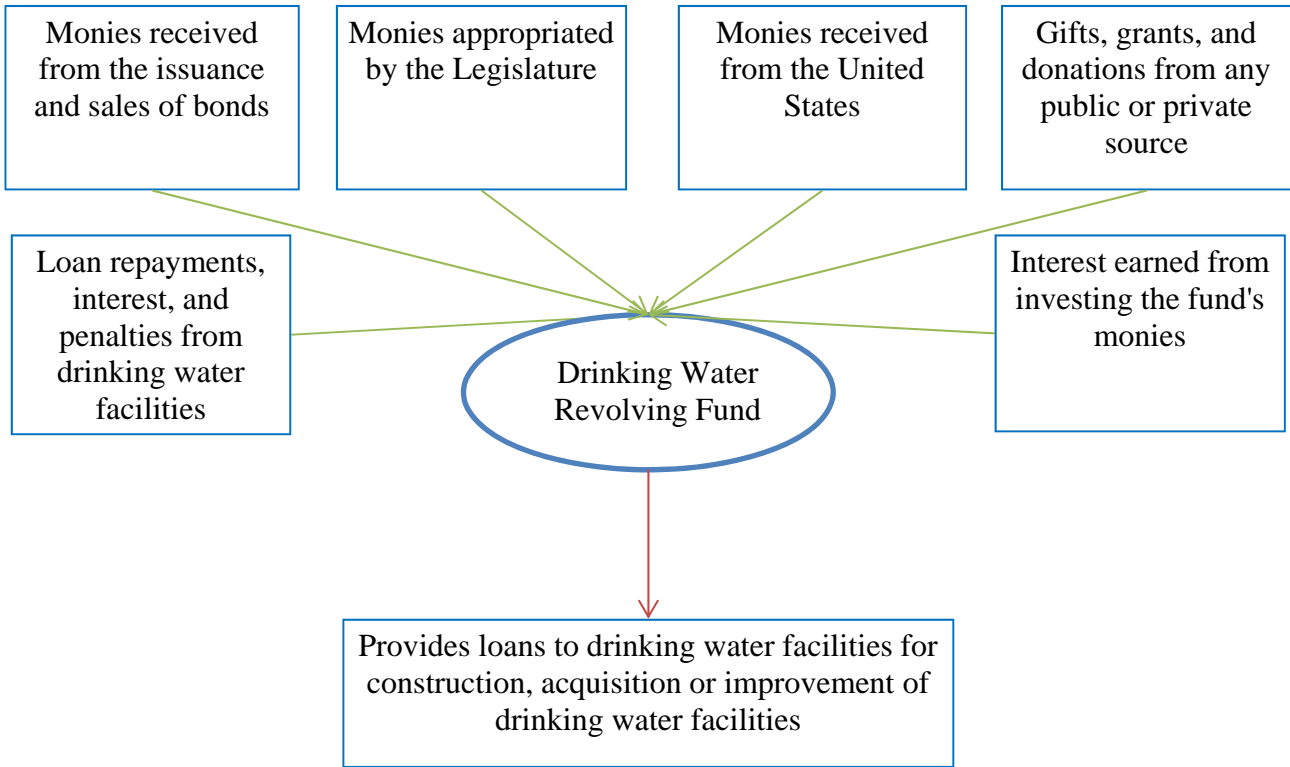 Monies received
from the issuance
and sales of bonds
Monies appropriated
by the Legislature
Monies received
from the United
States
Gifts, grants, and
donations from any
public or private
source
Loan repayments,
interest, and
penalties from
drinking water
facilities
Interest earned from
investing the fund's
monies
Drinking Water
Revolving Fund
Provides loans to drinking water facilities for
construction, acquisition or improvement of
drinking water facilities